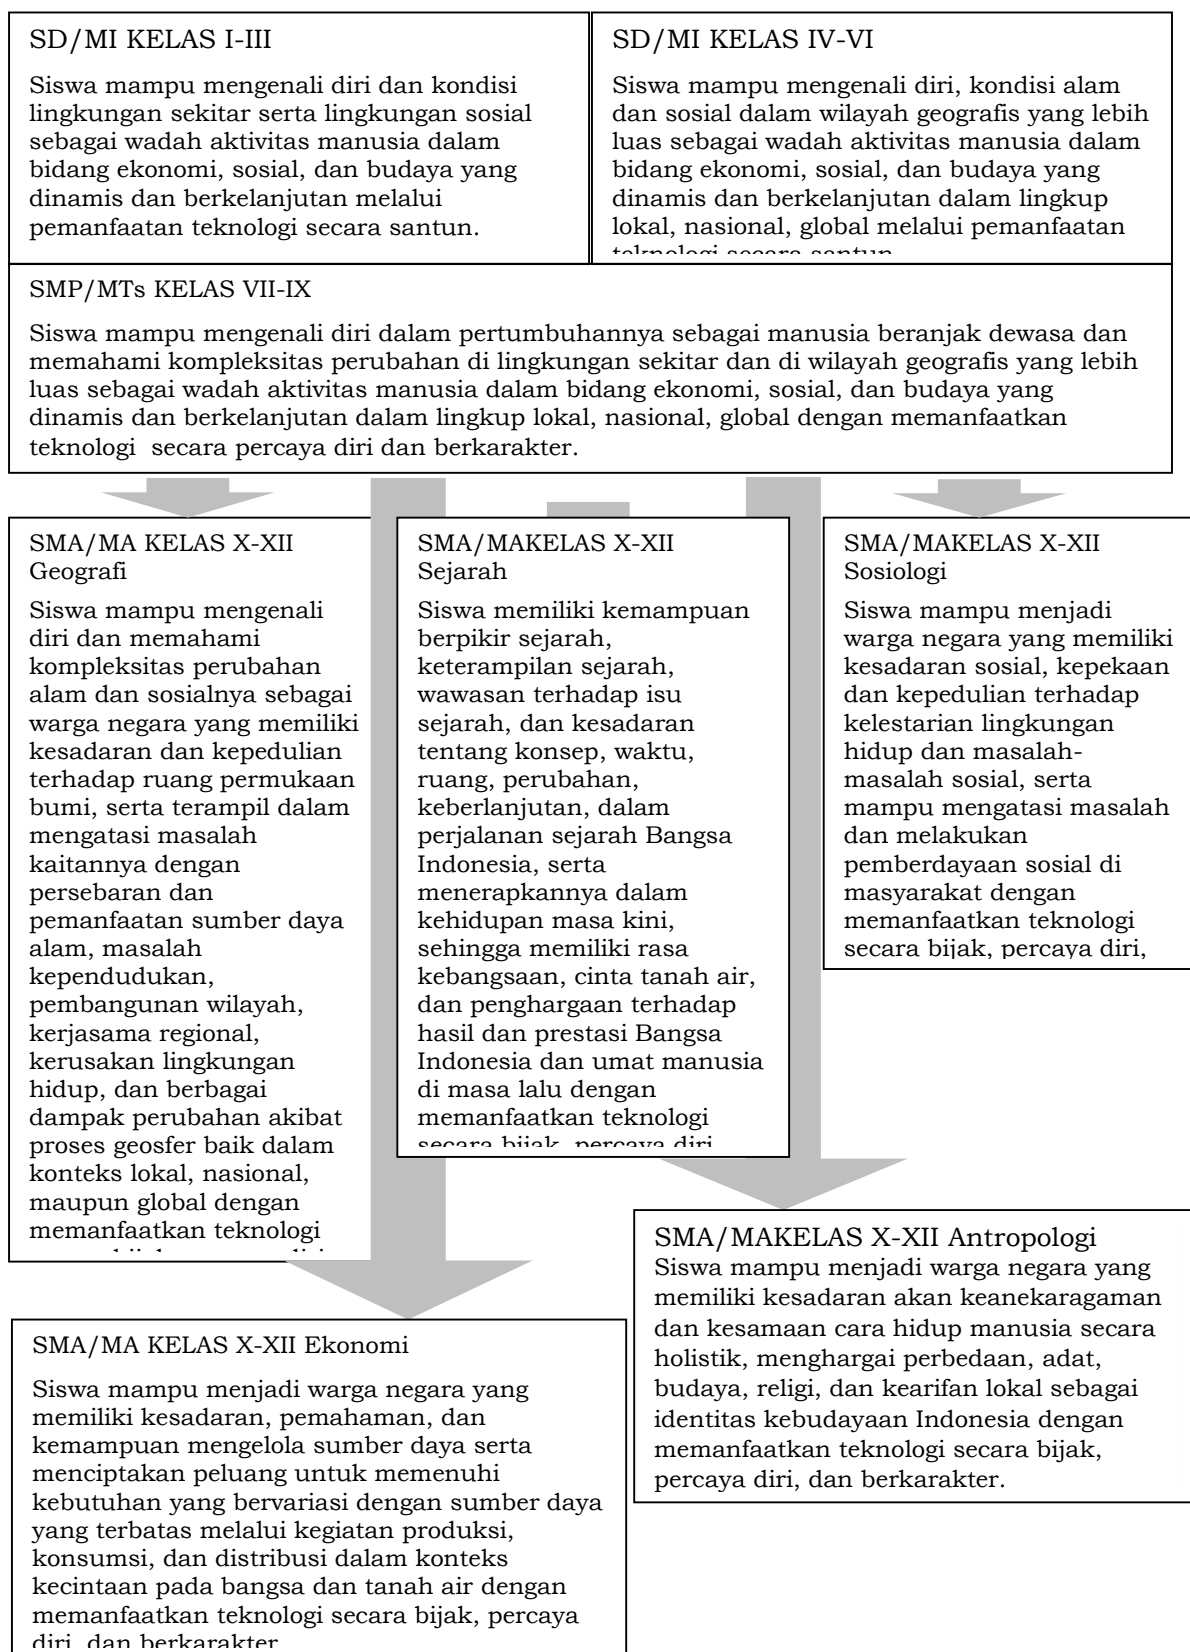 SD/MI KELAS I-III
Siswa mampu mengenali diri dan kondisi
lingkungan sekitar serta lingkungan sosial
sebagai wadah aktivitas manusia dalam
bidang ekonomi, sosial, dan budaya yang
dinamis dan berkelanjutan melalui
pemanfaatan teknologi secara santun.
SD/MI KELAS IV-VI
Siswa mampu mengenali diri, kondisi alam
dan sosial dalam wilayah geografis yang lebih
luas sebagai wadah aktivitas manusia dalam
bidang ekonomi, sosial, dan budaya yang
dinamis dan berkelanjutan dalam lingkup
lokal, nasional, global melalui pemanfaatan
teknologi secara santun
SMP/MTs KELAS VII-IX
Siswa mampu mengenali diri dalam pertumbuhannya sebagai manusia beranjak dewasa dan
memahami kompleksitas perubahan di lingkungan sekitar dan di wilayah geografis yang lebih
luas sebagai wadah aktivitas manusia dalam bidang ekonomi, sosial, dan budaya yang
dinamis dan berkelanjutan dalam lingkup lokal, nasional, global dengan memanfaatkan
teknologi secara percaya diri dan berkarakter.
SMA/MA KELAS X-XII
Geografi
Siswa mampu mengenali
diri dan memahami
kompleksitas perubahan
alam dan sosialnya sebagai
warga negara yang memiliki
kesadaran dan kepedulian
terhadap ruang permukaan
bumi, serta terampil dalam
mengatasi masalah
kaitannya dengan
persebaran dan
pemanfaatan sumber daya
alam, masalah
kependudukan,
pembangunan wilayah,
kerjasama regional,
kerusakan lingkungan
hidup, dan berbagai
dampak perubahan akibat
proses geosfer baik dalam
konteks lokal, nasional,
maupun global dengan
memanfaatkan teknologi
SMA/MAKELAS X-XII
Sejarah
Siswa memiliki kemampuan
berpikir sejarah,
keterampilan sejarah,
wawasan terhadap isu
sejarah, dan kesadaran
tentang konsep, waktu,
ruang, perubahan,
keberlanjutan, dalam
perjalanan sejarah Bangsa
Indonesia, serta
menerapkannya dalam
kehidupan masa kini,
sehingga memiliki rasa
kebangsaan, cinta tanah air,
dan penghargaan terhadap
hasil dan prestasi Bangsa
Indonesia dan umat manusia
di masa lalu dengan
memanfaatkan teknologi
secara bijak, percaya diri
SMA/MAKELAS X-XII
Sosiologi
Siswa mampu menjadi
warga negara yang memiliki
kesadaran sosial, kepekaan
dan kepedulian terhadap
kelestarian lingkungan
hidup dan masalah-
masalah sosial, serta
mampu mengatasi masalah
dan melakukan
pemberdayaan sosial di
masyarakat dengan
memanfaatkan teknologi
secara bijak, percaya diri,
SMA/MAKELAS X-XII Antropologi
Siswa mampu menjadi warga negara yang
memiliki kesadaran akan keanekaragaman
dan kesamaan cara hidup manusia secara
holistik, menghargai perbedaan, adat,
budaya, religi, dan kearifan lokal sebagai
identitas kebudayaan Indonesia dengan
memanfaatkan teknologi secara bijak,
percaya diri, dan berkarakter.
SMA/MA KELAS X-XII Ekonomi
Siswa mampu menjadi warga negara yang
memiliki kesadaran, pemahaman, dan
kemampuan mengelola sumber daya serta
menciptakan peluang untuk memenuhi
kebutuhan yang bervariasi dengan sumber daya
yang terbatas melalui kegiatan produksi,
konsumsi, dan distribusi dalam konteks
kecintaan pada bangsa dan tanah air dengan
memanfaatkan teknologi secara bijak, percaya
diri, dan berkarakter